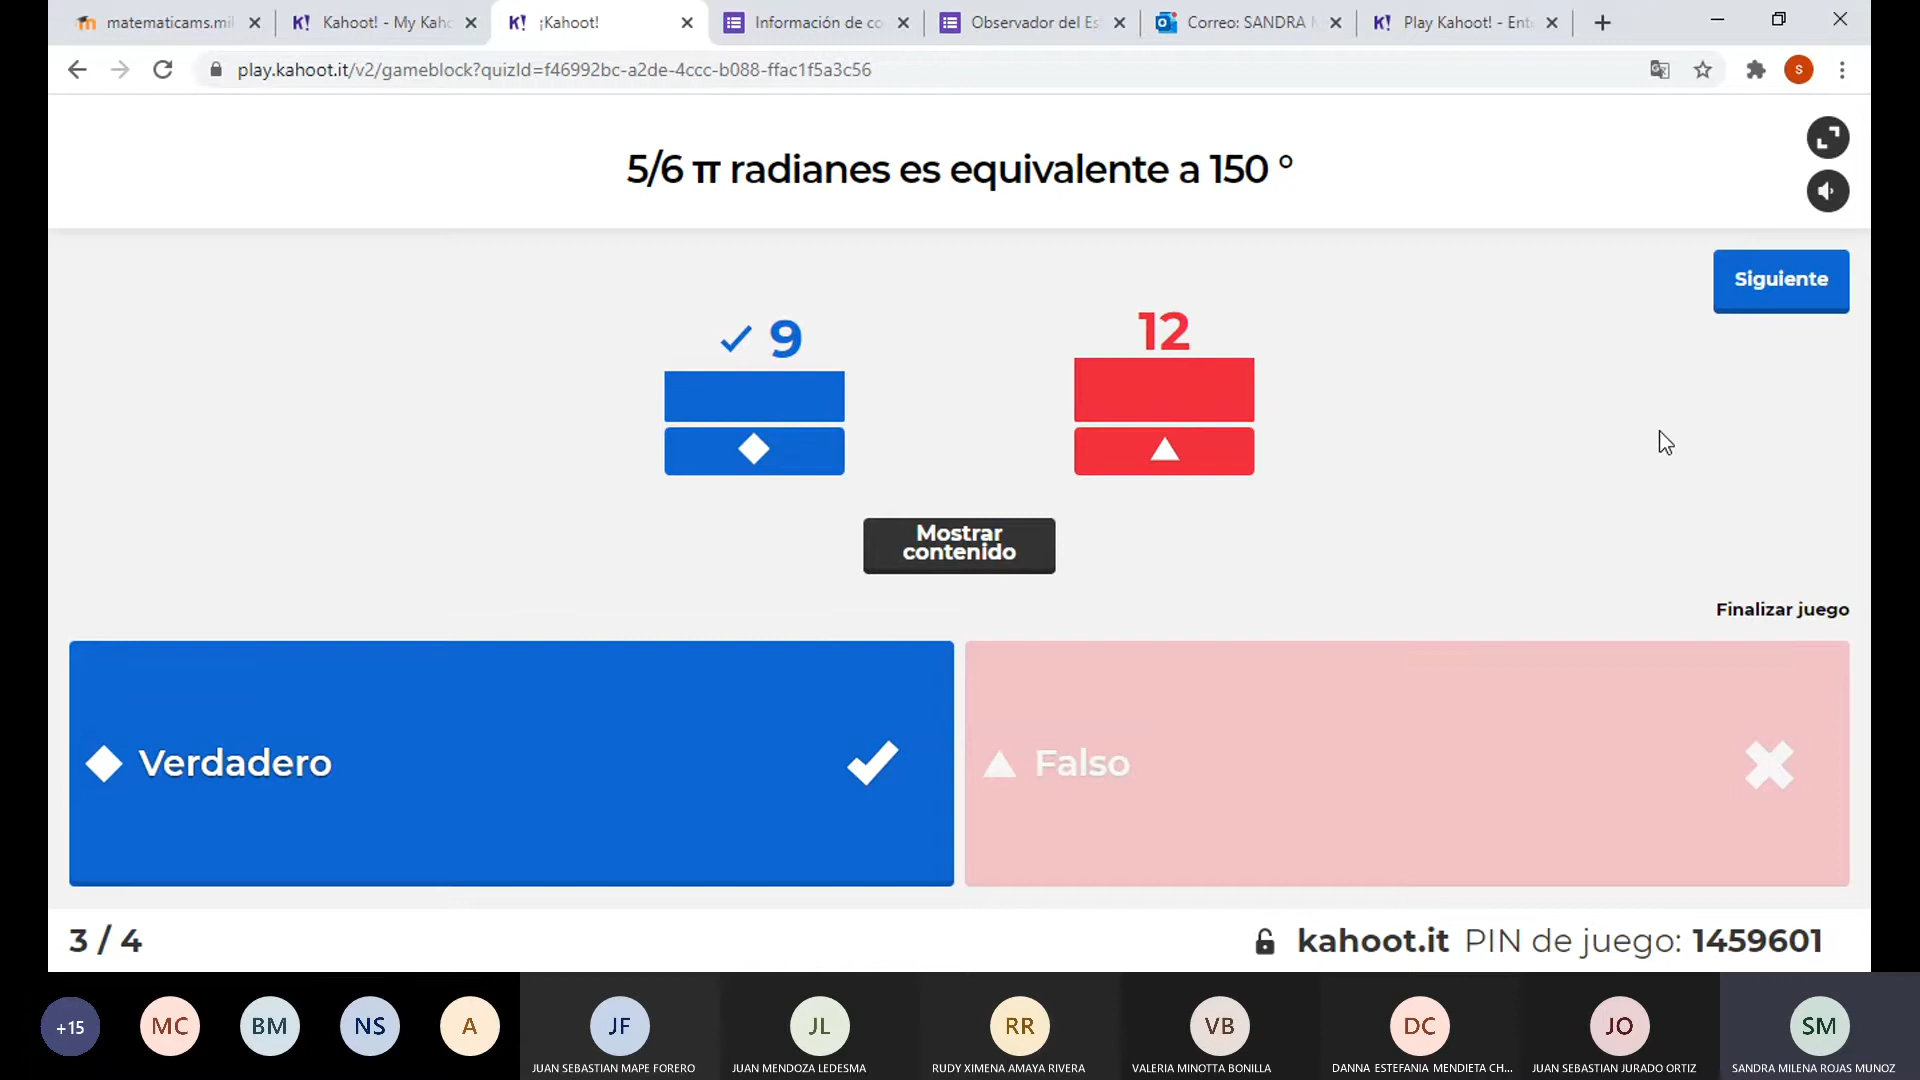 matematicams.mil
K! Kahoot! - My Kaho
K! ¡Kahoot!
Información de co
Observador del Es
Correo: SANDRA M
K! Play Kahoot! - Ente
play.kahoot.it/v2/gameblock?quizId=f46992bc-a2de-4ccc-b088-ffac1f5a3c56
S
5/6 π radianes es equivalente a 150 °
Siguiente
9
12
Mostrar
contenido
Finalizar juego
Verdadero
Falso
3 / 4
kahoot.it PIN de juego: 1459601
+15
MC
BM
NS
A
JF
JL
RR
VB
DC
JO
SM
JUAN SEBASTIAN MAPE FORERO
JUAN MENDOZA LEDESMA
RUDY XIMENA AMAYA RIVERA
VALERIA MINOTTA BONILLA
DANNA ESTEFANIA MENDIETA CH...
JUAN SEBASTIAN JURADO ORTIZ
SANDRA MILENA ROJAS MUNOZ